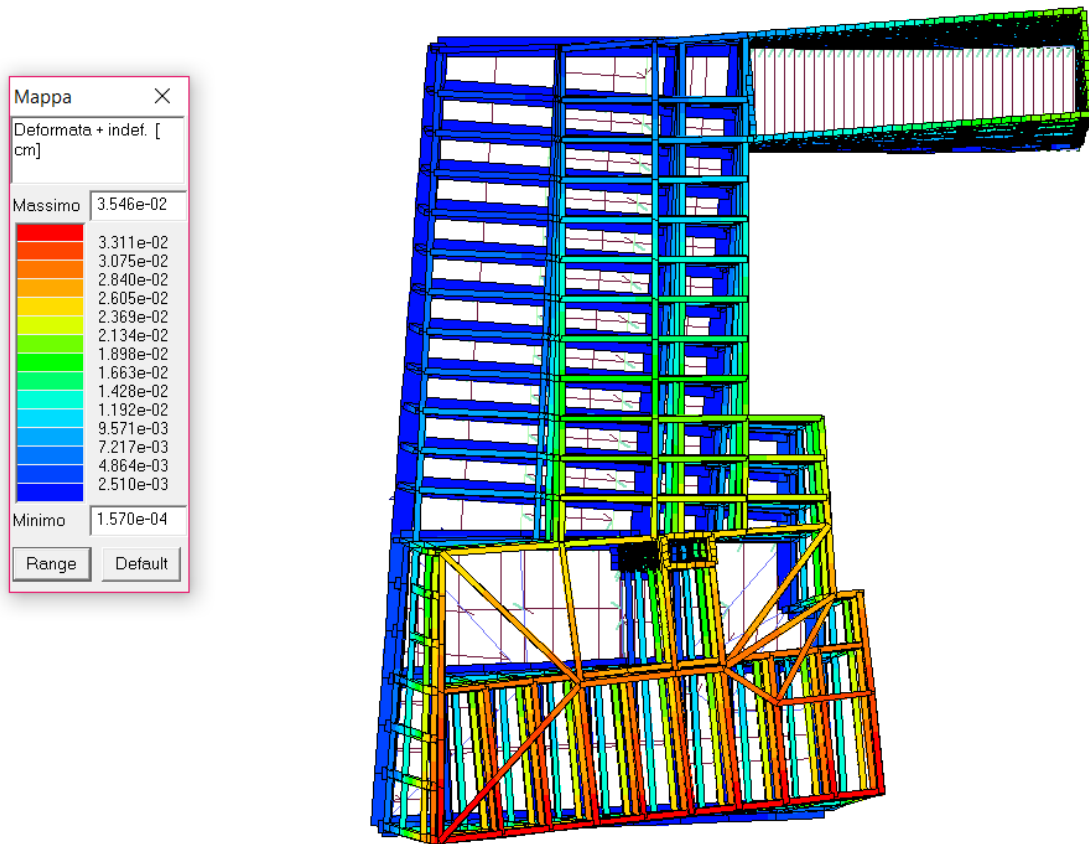 Mappa
Deformata + indef. [
cm]
Massimo 3.546e-02
3.311e-02
3.075e-02
2.840e-02
2.605e-02
2.369e-02
2.134e-02
1.898e-02
1.663e-02
1.428e-02
1.192e-02
9.571e-03
7.217e-03
4.864e-03
2.510e-03
Minimo 1.570e-04
Range Default